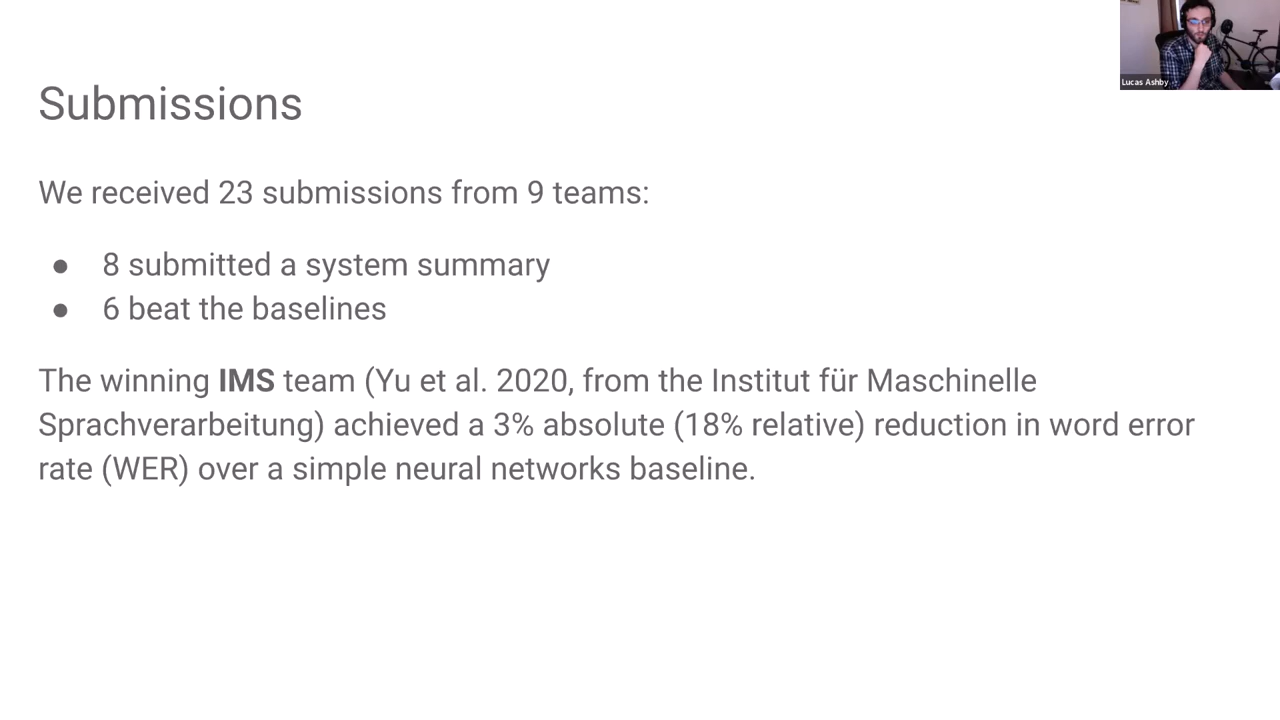 Lucas Ashby
Submissions
We received 23 submissions from 9 teams:
● 8 submitted a system summary
● 6 beat the baselines
The winning IMS team (Yu et al. 2020, from the Institut für Maschinelle
Sprachverarbeitung) achieved a 3% absolute (18% relative) reduction in word error
rate (WER) over a simple neural networks baseline.